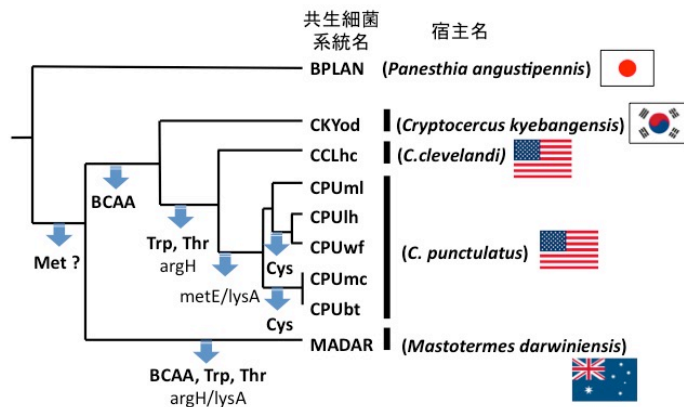 共生細菌
系統名
宿主名
BPLAN (Panesthia angustipennis)
CKYod (Cryptocercus kyebangensis)
CCLhc (C.clevelandi)
CPUml
CPUlh
CPUwf
(C. punctulatus)
CPUmc
CPUbt
MADAR (Mastotermes darwiniensis)
BCAA
Met ?
Trp, Thr
argH
metE/lysA
Cys
Cys
BCAA, Trp, Thr
argH/lysA